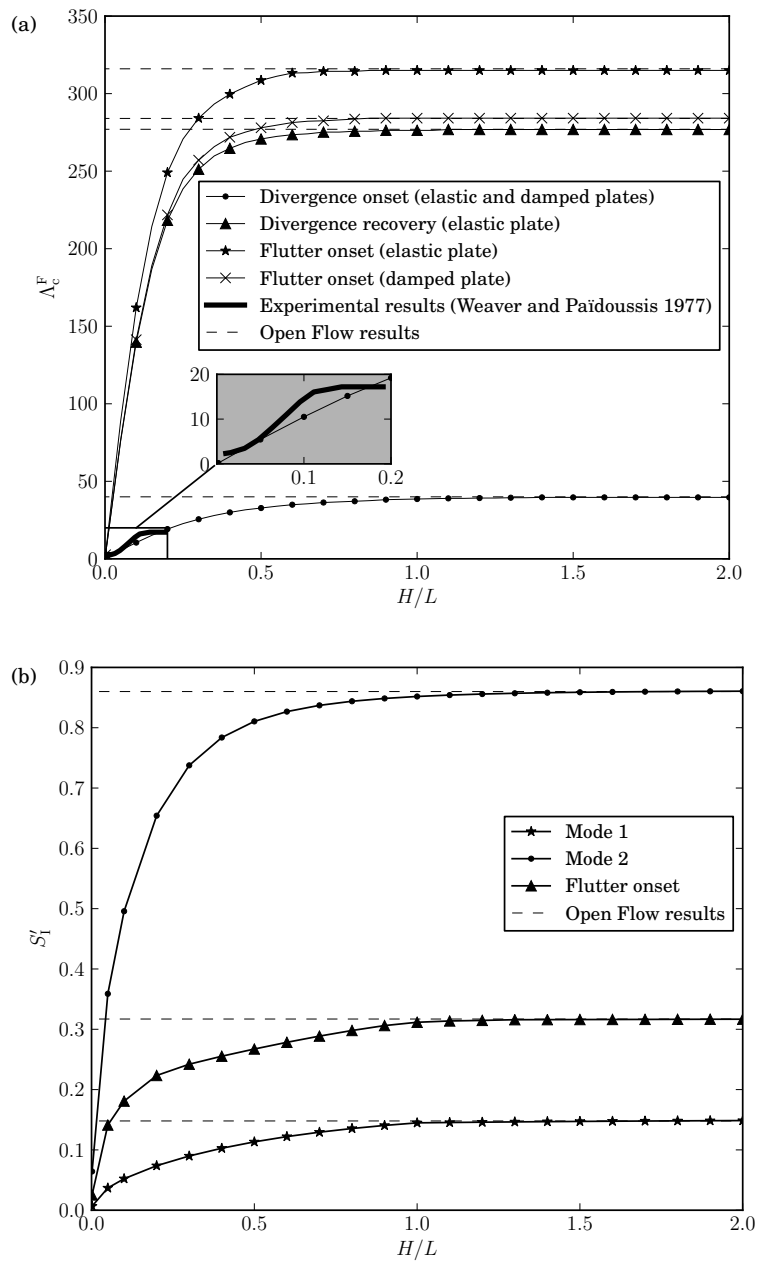 (a)
350
300
250
200
150
100
50
0
Λ_c^F
Divergence onset (elastic and damped plates)
Divergence recovery (elastic plate)
Flutter onset (elastic plate)
Flutter onset (damped plate)
Experimental results (Weaver and Païdoussis 1977)
Open Flow results
20
10
0
0.1
0.2
0.0
0.5
1.0
1.5
2.0
H/L
(b)
0.9
0.8
0.7
0.6
0.5
0.4
0.3
0.2
0.1
0.0
S′_I
Mode 1
Mode 2
Flutter onset
Open Flow results
0.0
0.5
1.0
1.5
2.0
H/L